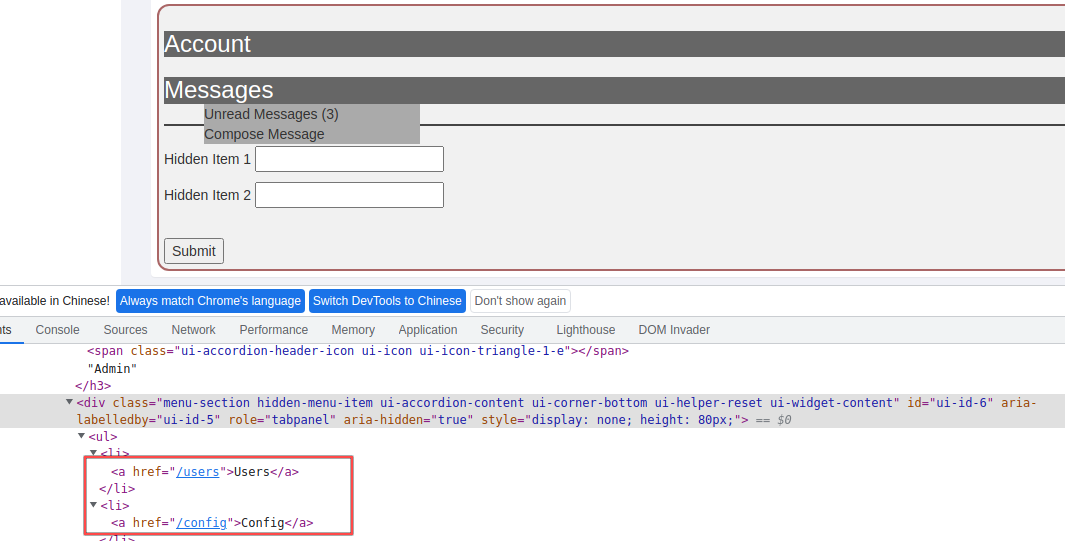 Account
Messages
Unread Messages (3)
Compose Message
Hidden Item 1
Hidden Item 2
Submit
available in Chinese! Always match Chrome's language Switch DevTools to Chinese Don't show again
nts Console Sources Network Performance Memory Application Security Lighthouse DOM Invader
<span class="ui-accordion-header-icon ui-icon ui-icon-triangle-1-e"></span>
"Admin"
</h3>
<div class="menu-section hidden-menu-item ui-accordion-content ui-corner-bottom ui-helper-reset ui-widget-content" id="ui-id-6" aria-
labelledby="ui-id-5" role="tabpanel" aria-hidden="true" style="display: none; height: 80px;"> == $0
<ul>
<li>
<a href="/users">Users</a>
</li>
<li>
<a href="/config">Config</a>
</li>